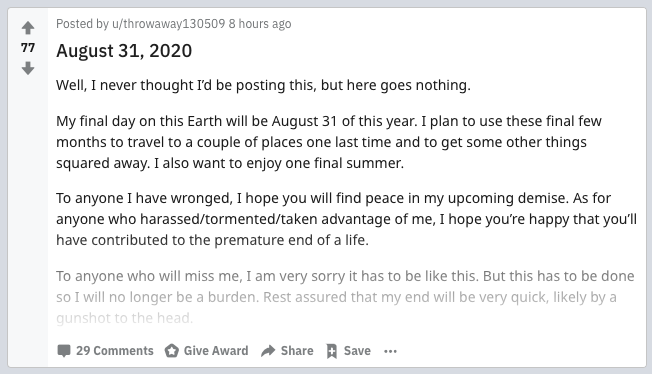 Posted by u/throwaway130509 8 hours ago
77
August 31, 2020
Well, I never thought I'd be posting this, but here goes nothing.
My final day on this Earth will be August 31 of this year. I plan to use these final few
months to travel to a couple of places one last time and to get some other things
squared away. I also want to enjoy one final summer.
To anyone I have wronged, I hope you will find peace in my upcoming demise. As for
anyone who harassed/tormented/taken advantage of me, I hope you're happy that you'll
have contributed to the premature end of a life.
To anyone who will miss me, I am very sorry it has to be like this. But this has to be done
so I will no longer be a burden. Rest assured that my end will be very quick, likely by a
gunshot to the head.
29 Comments Give Award Share Save